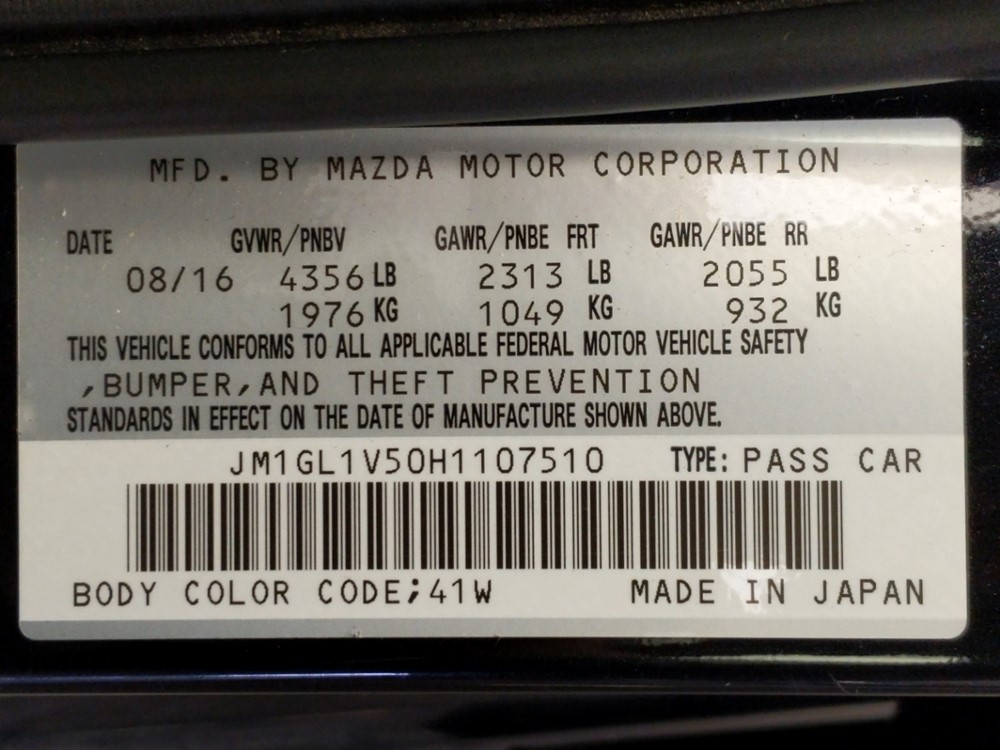 MFD. BY MAZDA MOTOR CORPORATION
DATE GVWR/PNBV GAWR/PNBE FRT GAWR/PNBE RR
08/16 4356 LB 2313 LB 2055 LB
1976 KG 1049 KG 932 KG
THIS VEHICLE CONFORMS TO ALL APPLICABLE FEDERAL MOTOR VEHICLE SAFETY
,BUMPER,AND THEFT PREVENTION
STANDARDS IN EFFECT ON THE DATE OF MANUFACTURE SHOWN ABOVE.
JM1GL1V50H1107510 TYPE: PASS CAR
BODY COLOR CODE;41W MADE IN JAPAN